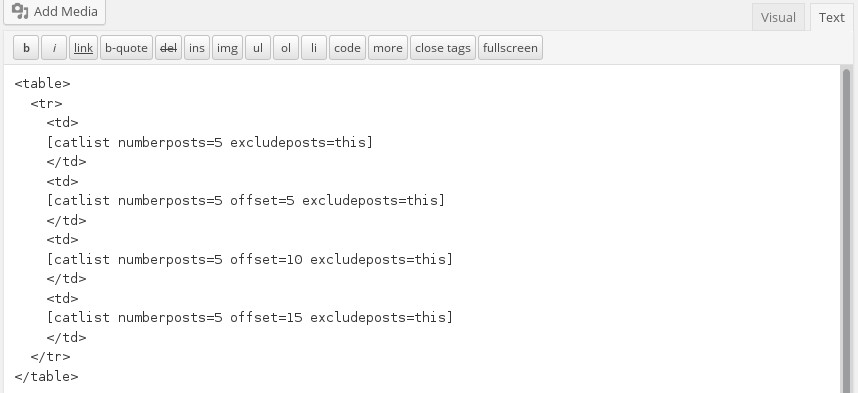 Add Media
Visual Text
b i link b-quote del ins img ul ol li code more close tags fullscreen
<table>
  <tr>
    <td>
    [catlist numberposts=5 excludeposts=this]
    </td>
    <td>
    [catlist numberposts=5 offset=5 excludeposts=this]
    </td>
    <td>
    [catlist numberposts=5 offset=10 excludeposts=this]
    </td>
    <td>
    [catlist numberposts=5 offset=15 excludeposts=this]
    </td>
  </tr>
</table>